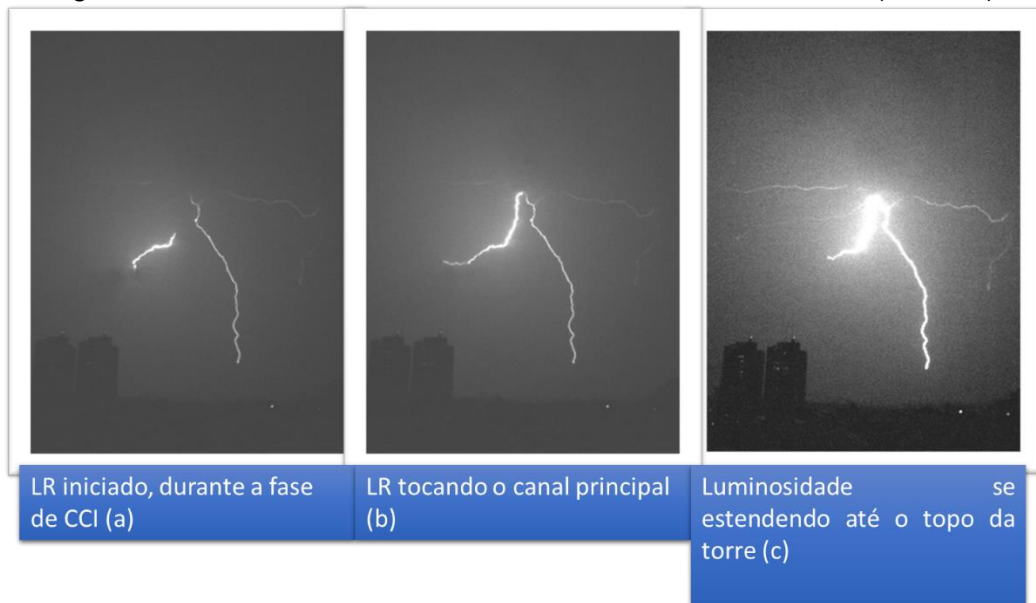 LR iniciado, durante a fase
de CCI (a)
LR tocando o canal principal
(b)
Luminosidade se
estendendo até o topo da
torre (c)